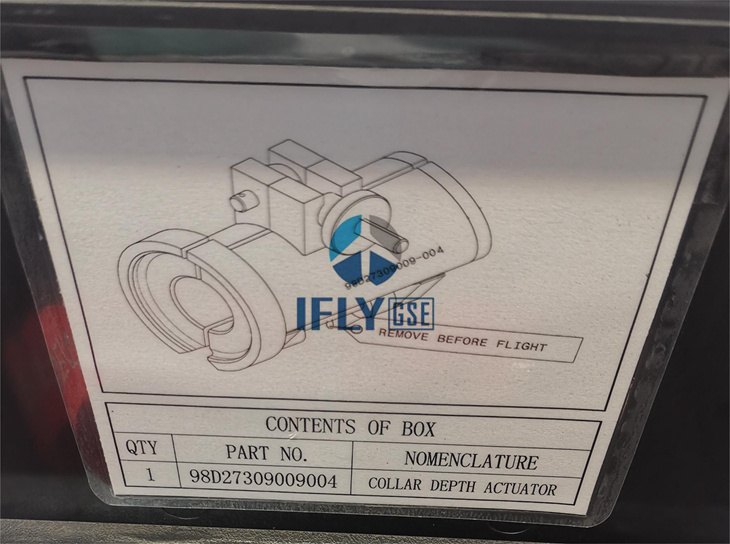 98D27309009-004
IFLY GSE
REMOVE BEFORE FLIGHT
CONTENTS OF BOX
QTY PART NO. NOMENCLATURE
1 98D27309009004 COLLAR DEPTH ACTUATOR